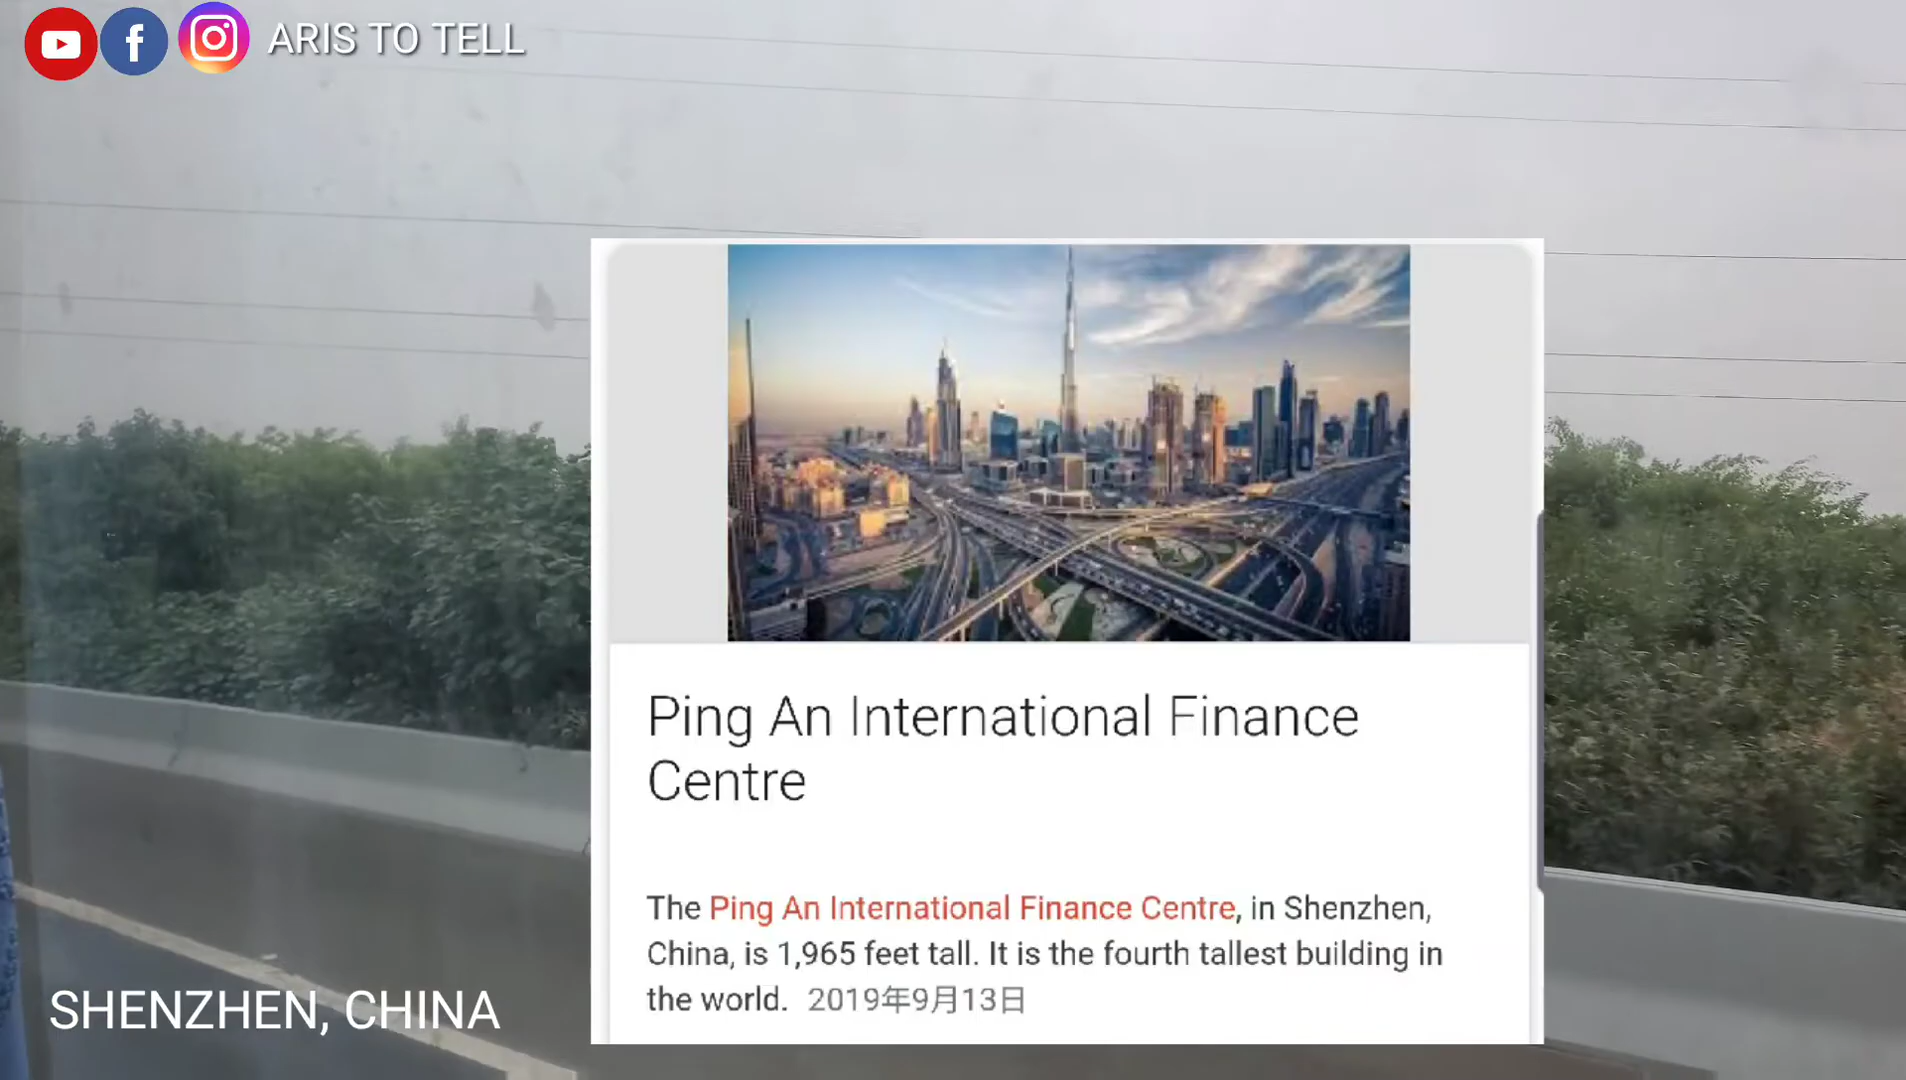 ARIS TO TELL
Ping An International Finance
Centre
The Ping An International Finance Centre, in Shenzhen,
China, is 1,965 feet tall. It is the fourth tallest building in
the world. 2019年9月13日
SHENZHEN, CHINA